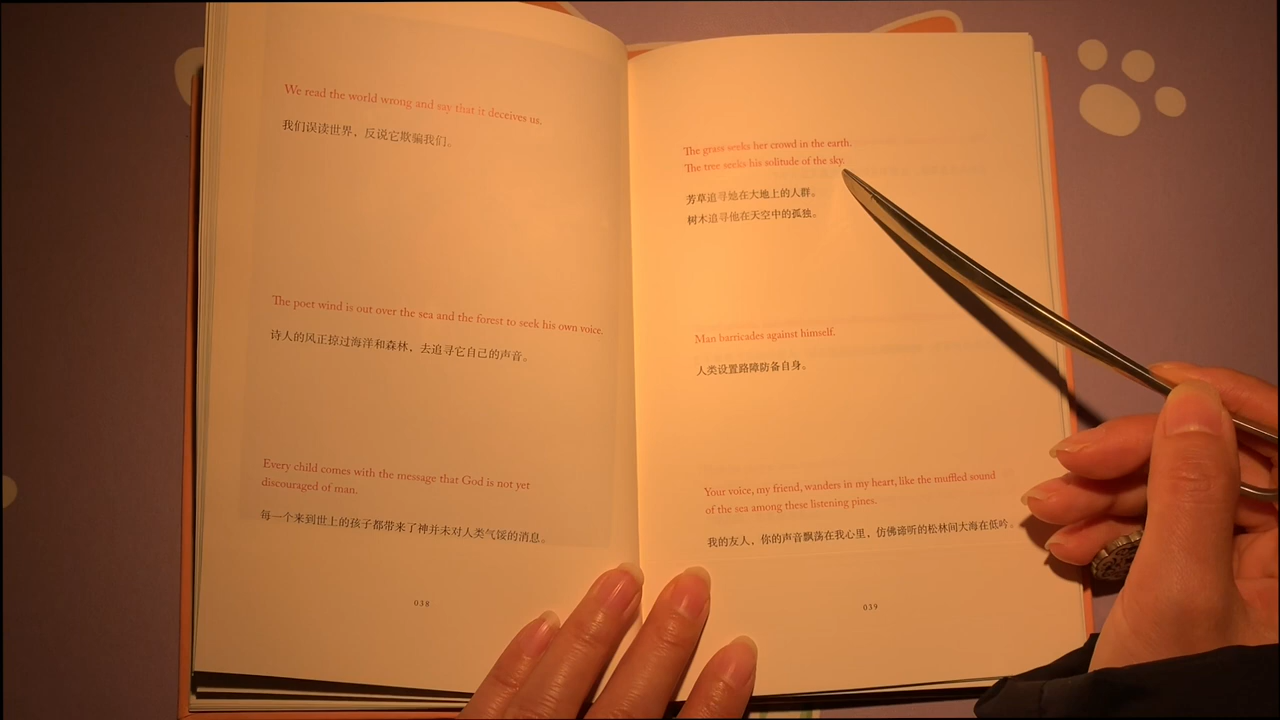 We read the world wrong and say that it deceives us.
我们误读世界，反说它欺骗我们。
The poet wind is out over the sea and the forest to seek his own voice.
诗人的风正掠过海洋和森林，去追寻它自己的声音。
Every child comes with the message that God is not yet
discouraged of man.
每一个来到世上的孩子都带来了神并未对人类气馁的消息。
038
The grass seeks her crowd in the earth.
The tree seeks his solitude of the sky.
芳草追寻她在大地上的人群。
树木追寻他在天空中的孤独。
Man barricades against himself.
人类设置路障防备自身。
Your voice, my friend, wanders in my heart, like the muffled sound
of the sea among these listening pines.
我的友人，你的声音飘荡在我心里，仿佛谛听的松林间大海在低吟。
039